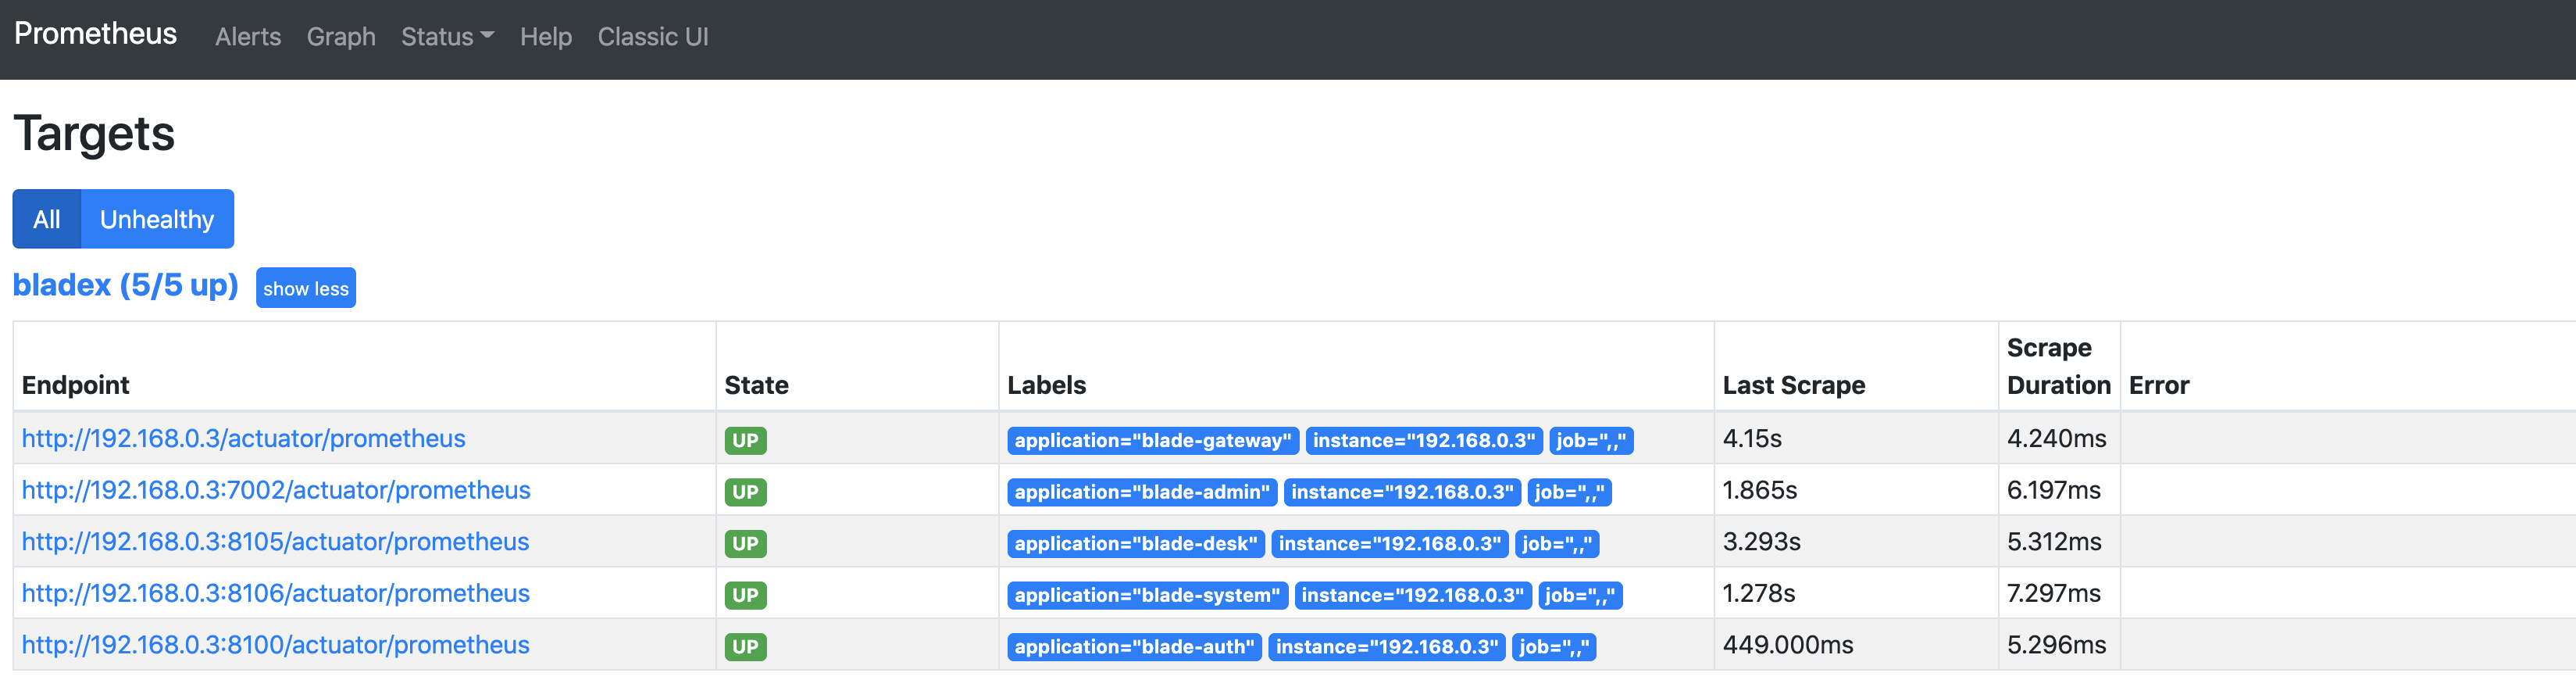 Prometheus Alerts Graph Status Help Classic UI
Targets
All Unhealthy
bladex (5/5 up) show less
Endpoint State Labels Last Scrape Scrape Duration Error
http://192.168.0.3/actuator/prometheus UP application="blade-gateway" instance="192.168.0.3" job=",," 4.15s 4.240ms
http://192.168.0.3:7002/actuator/prometheus UP application="blade-admin" instance="192.168.0.3" job=",," 1.865s 6.197ms
http://192.168.0.3:8105/actuator/prometheus UP application="blade-desk" instance="192.168.0.3" job=",," 3.293s 5.312ms
http://192.168.0.3:8106/actuator/prometheus UP application="blade-system" instance="192.168.0.3" job=",," 1.278s 7.297ms
http://192.168.0.3:8100/actuator/prometheus UP application="blade-auth" instance="192.168.0.3" job=",," 449.000ms 5.296ms